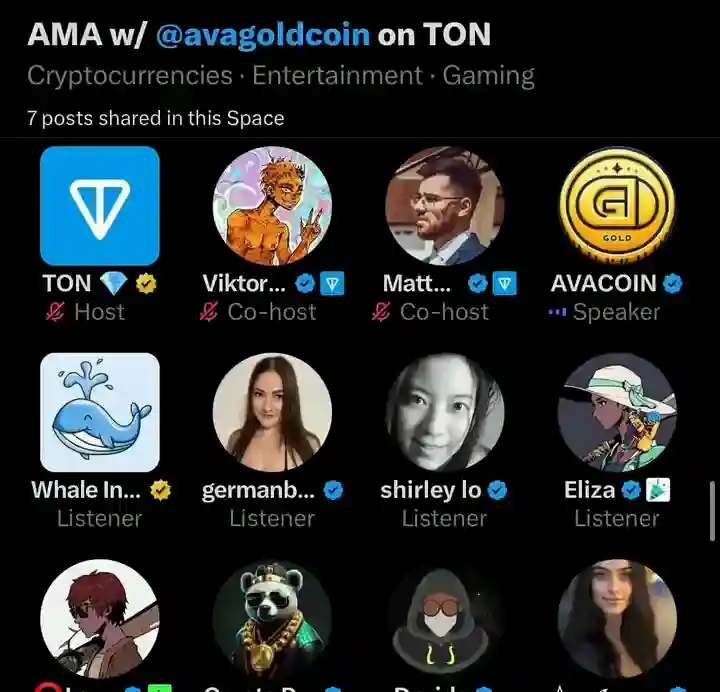 AMA w/ @avagoldcoin on TON
Cryptocurrencies · Entertainment · Gaming
7 posts shared in this Space
TON 💎 Viktor... Matt... AVACOIN
Host Co-host Co-host Speaker
GOLD
Whale In... germanb... shirley lo Eliza
Listener Listener Listener Listener